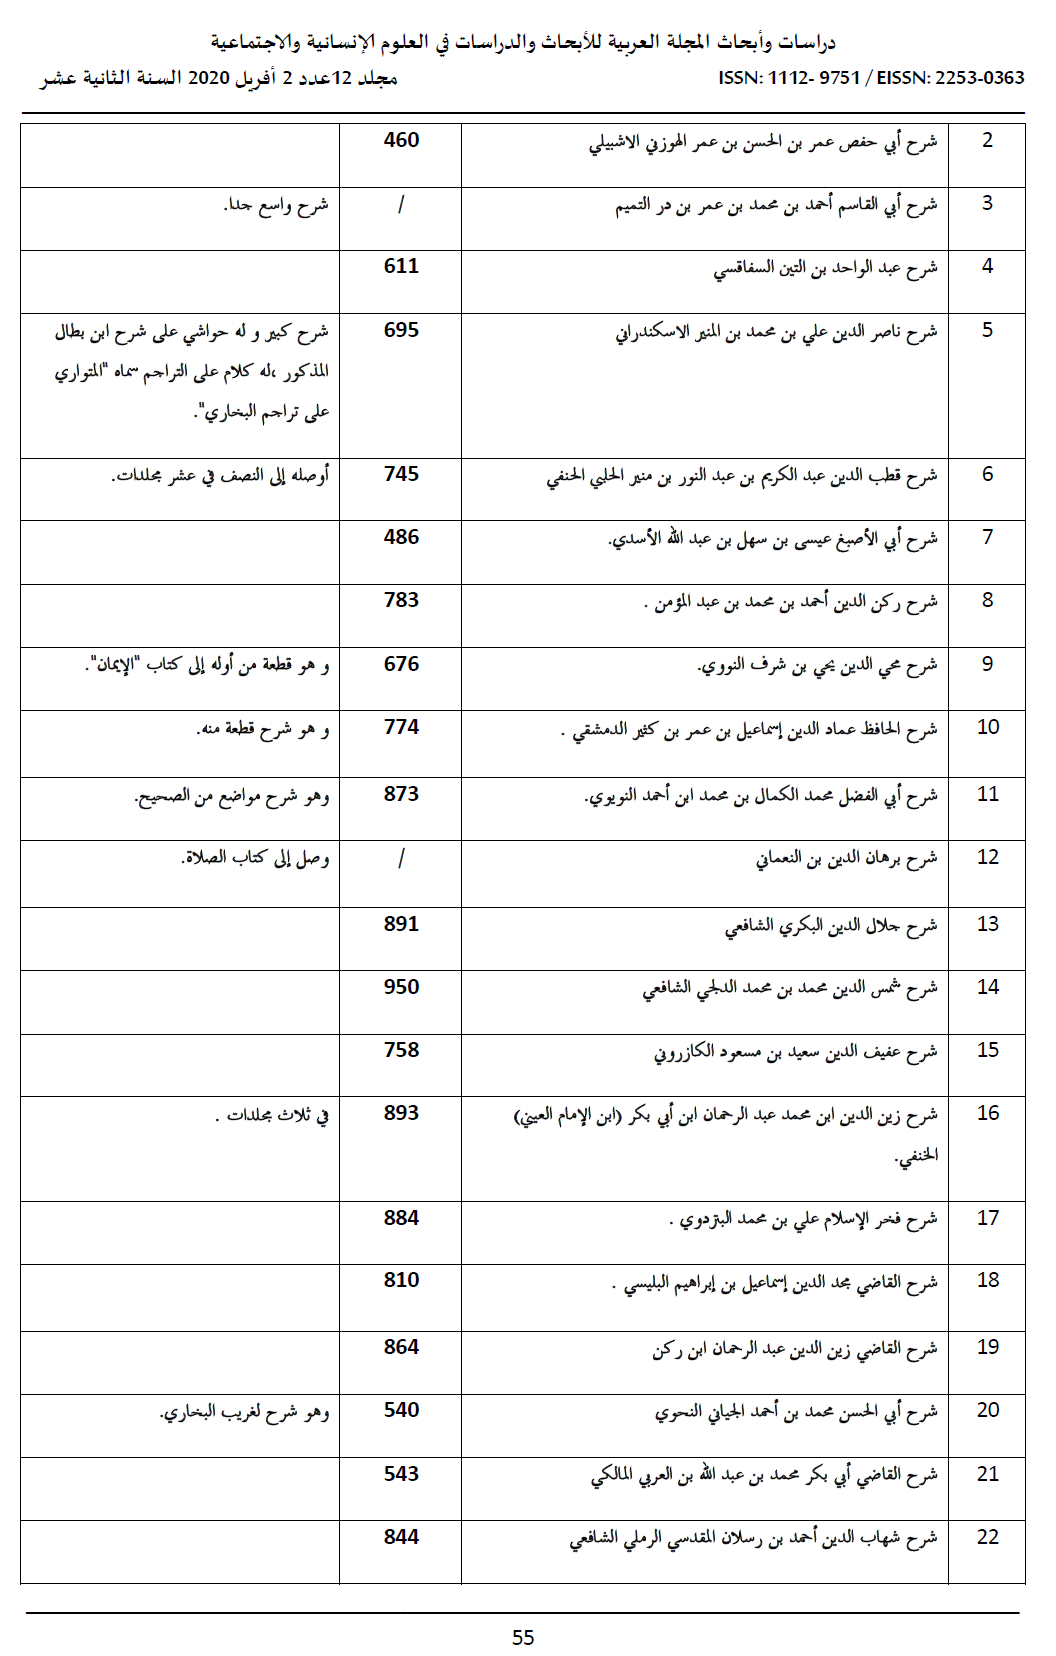 دراسات وأبحاث المجلة العربية للأبحاث والدراسات في العلوم الإنسانية والاجتماعية
مجلد 12عدد 2 أفريل 2020 السنة الثانية عشر ISSN: 1112- 9751 / EISSN: 2253-0363
2 شرح أبي حفص عمر بن الحسن بن عمر الهوزني الاشبيلي 460
3 شرح أبي القاسم أحمد بن محمد بن عمر بن در التميم / شرح واسع جدا.
4 شرح عبد الواحد بن التين السفاقسي 611
5 شرح ناصر الدين علي بن محمد بن المنير الاسكندراني 695 شرح كبير و له حواشي على شرح ابن بطال
المذكور ،له كلام على التراجم سماه "المتواري
على تراجم البخاري".
6 شرح قطب الدين عبد الكريم بن عبد النور بن منير الحلبي الحنفي 745 أوصله إلى النصف في عشر مجلدات.
7 شرح أبي الأصبغ عيسى بن سهل بن عبد الله الأسدي. 486
8 شرح ركن الدين أحمد بن محمد بن عبد المؤمن . 783
9 شرح محي الدين يحي بن شرف النووي. 676 و هو قطعة من أوله إلى كتاب "الإيمان".
10 شرح الحافظ عماد الدين إسماعيل بن عمر بن كثير الدمشقي . 774 و هو شرح قطعة منه.
11 شرح أبي الفضل محمد الكمال بن محمد ابن أحمد النويوي. 873 وهو شرح مواضع من الصحيح.
12 شرح برهان الدين بن النعماني / وصل إلى كتاب الصلاة.
13 شرح جلال الدين البكري الشافعي 891
14 شرح شمس الدين محمد بن محمد الدلجي الشافعي 950
15 شرح عفيف الدين سعيد بن مسعود الكازروني 758
16 شرح زين الدين ابن محمد عبد الرحمان ابن أبي بكر (ابن الإمام العيني) 893 في ثلاث مجلدات .
الخنفي.
17 شرح فخر الإسلام علي بن محمد البتزدوي . 884
18 شرح القاضي مجد الدين إسماعيل بن إبراهيم البليسي . 810
19 شرح القاضي زين الدين عبد الرحمان ابن ركن 864
20 شرح أبي الحسن محمد بن أحمد الجياني النحوي 540 وهو شرح لغريب البخاري.
21 شرح القاضي أبي بكر محمد بن عبد الله بن العربي المالكي 543
22 شرح شهاب الدين أحمد بن رسلان المقدسي الرملي الشافعي 844
55